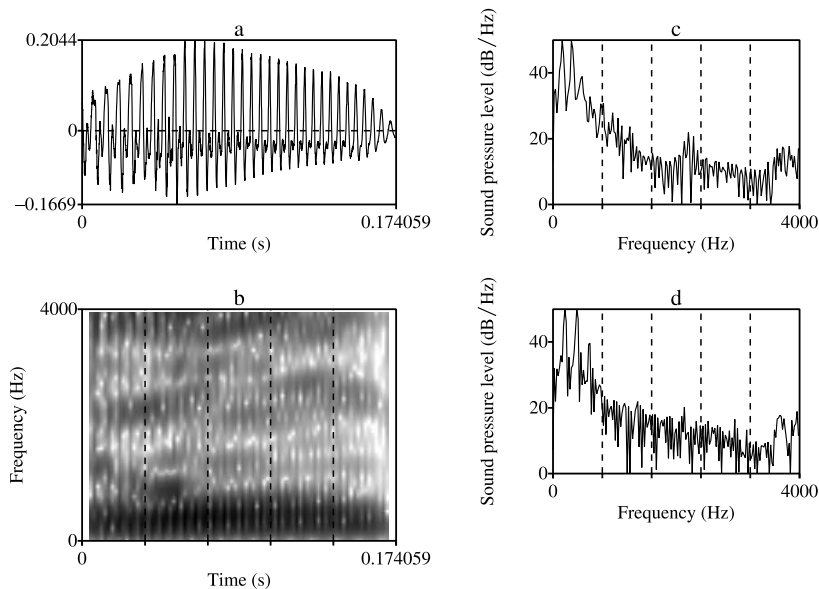 a
0.2044
0
–0.1669
0
0.174059
Time (s)
b
4000
Frequency (Hz)
0
0
0.174059
Time (s)
c
Sound pressure level (dB / Hz)
40
20
0
0
4000
Frequency (Hz)
d
Sound pressure level (dB / Hz)
40
20
0
0
4000
Frequency (Hz)